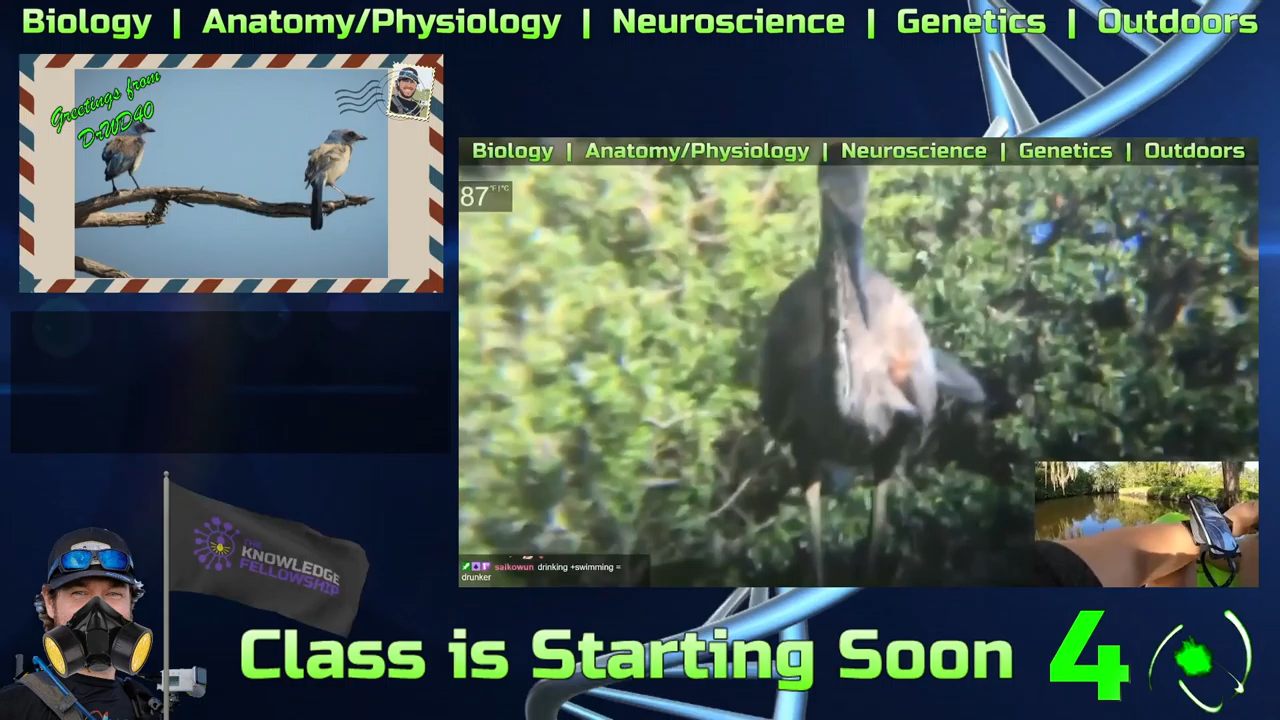 Biology | Anatomy/Physiology | Neuroscience | Genetics | Outdoors
Greetings from
DrWD40
Biology | Anatomy/Physiology | Neuroscience | Genetics | Outdoors
87 °F|°C
saikowun drinking +swimming =
drunker
THE
KNOWLEDGE
FELLOWSHIP
Class is Starting Soon 4